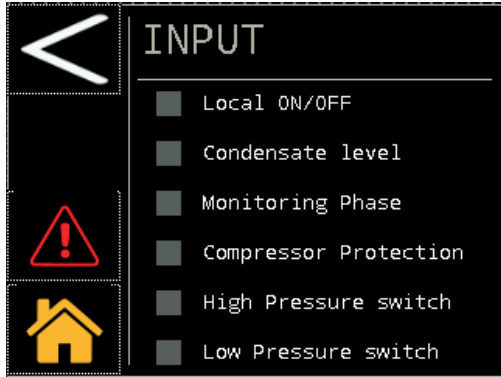 INPUT
Local ON/OFF
Condensate level
Monitoring Phase
Compressor Protection
High Pressure switch
Low Pressure switch